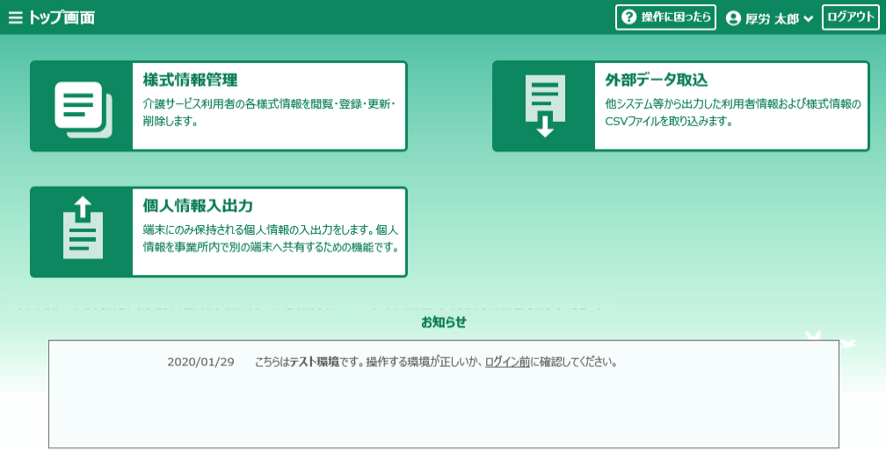 トップ画面
操作に困ったら
厚労 太郎
ログアウト
様式情報管理
介護サービス利用者の各様式情報を閲覧・登録・更新・
削除します。
外部データ取込
他システム等から出力した利用者情報および様式情報の
CSVファイルを取り込みます。
個人情報入出力
端末にのみ保持される個人情報の入出力をします。個人
情報を事業所内で別の端末へ共有するための機能です。
お知らせ
2020/01/29 こちらはテスト環境です。操作する環境が正しいか、ログイン前に確認してください。